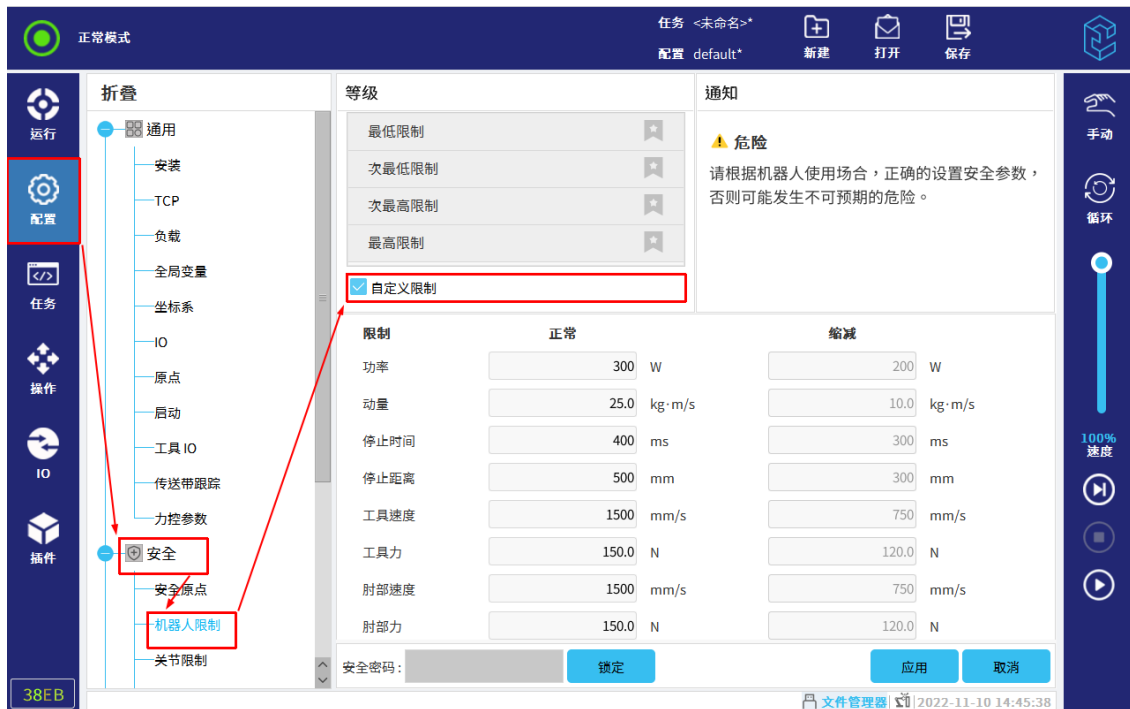 正常模式
任务 <未命名>*
配置 default*
新建
打开
保存
运行
配置
任务
操作
IO
插件
38EB
折叠
通用
安装
TCP
负载
全局变量
坐标系
IO
原点
启动
工具 IO
传送带跟踪
力控参数
安全
安全原点
机器人限制
关节限制
等级
最低限制
次最低限制
次最高限制
最高限制
自定义限制
通知
危险
请根据机器人使用场合，正确的设置安全参数，
否则可能发生不可预期的危险。
限制 正常 缩减
功率 300 W 200 W
动量 25.0 kg·m/s 10.0 kg·m/s
停止时间 400 ms 300 ms
停止距离 500 mm 300 mm
工具速度 1500 mm/s 750 mm/s
工具力 150.0 N 120.0 N
肘部速度 1500 mm/s 750 mm/s
肘部力 150.0 N 120.0 N
安全密码: 锁定 应用 取消
文件管理器 2022-11-10 14:45:38
手动
循环
100%
速度